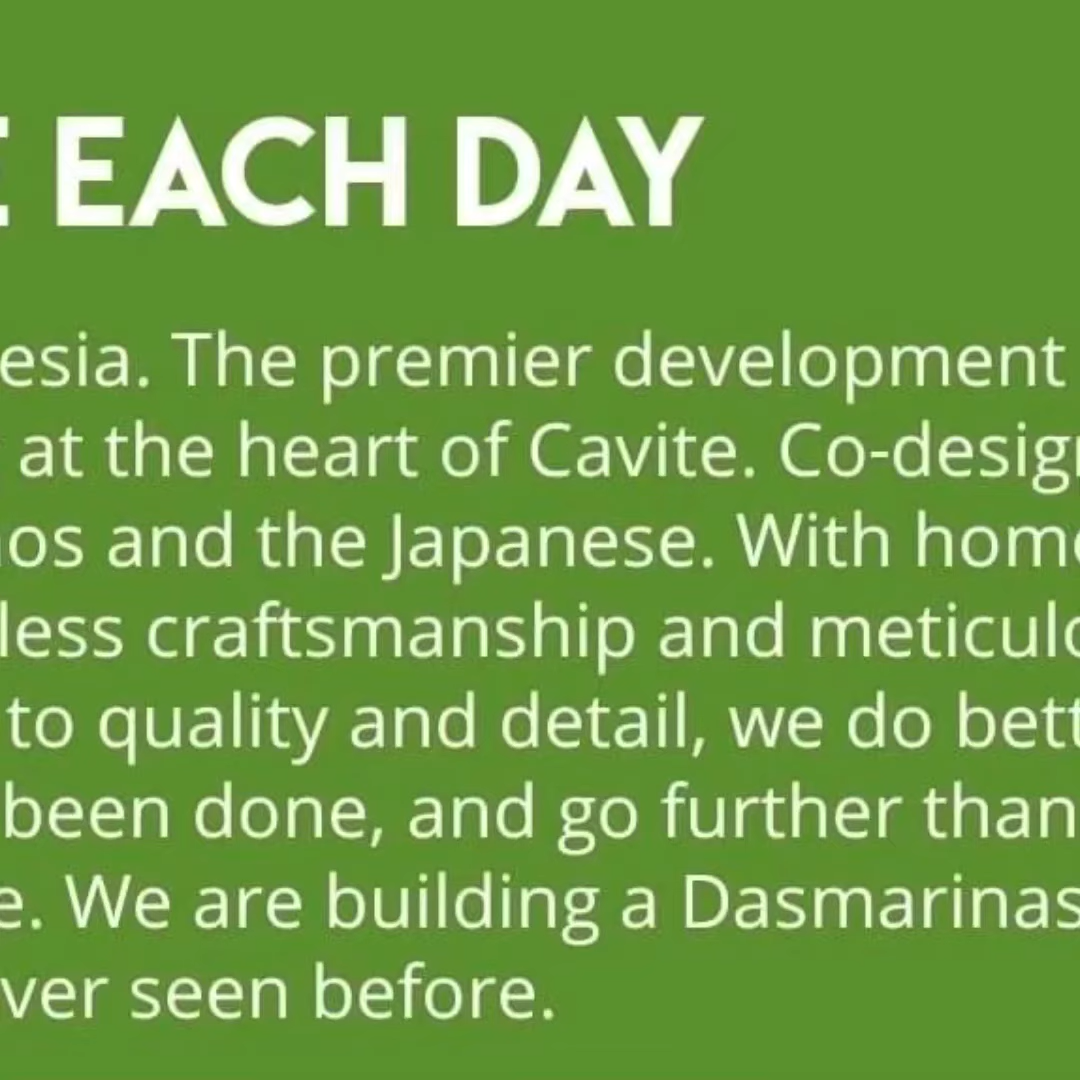 E EACH DAY
esia. The premier development
at the heart of Cavite. Co-design
nos and the Japanese. With home
less craftsmanship and meticulo
to quality and detail, we do bett
been done, and go further than
e. We are building a Dasmarinas
ver seen before.